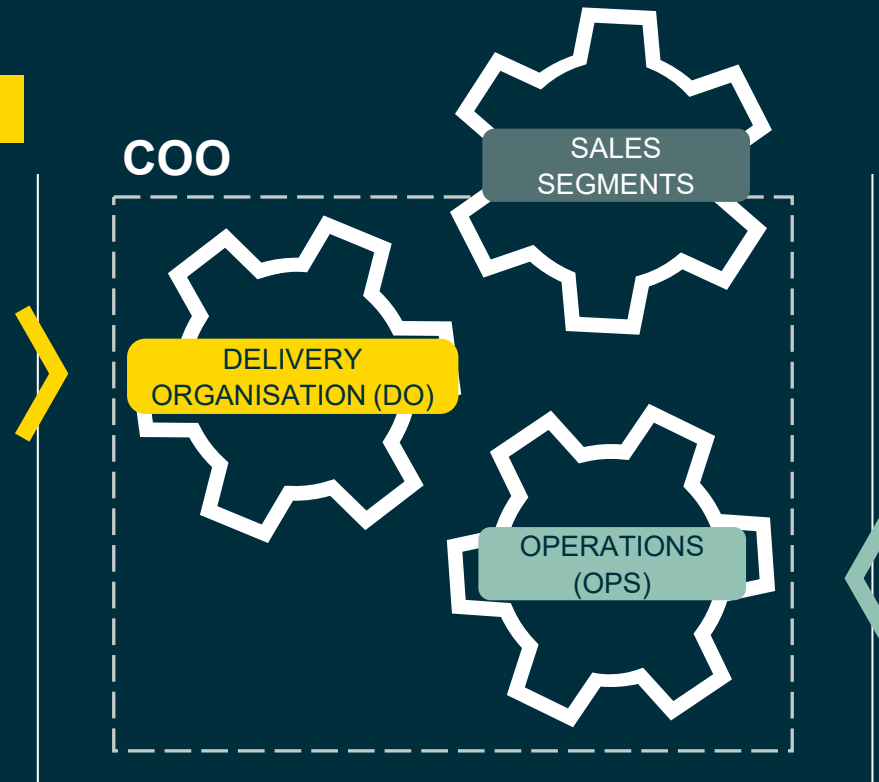 COO
SALES
SEGMENTS
DELIVERY
ORGANISATION (DO)
OPERATIONS
(OPS)